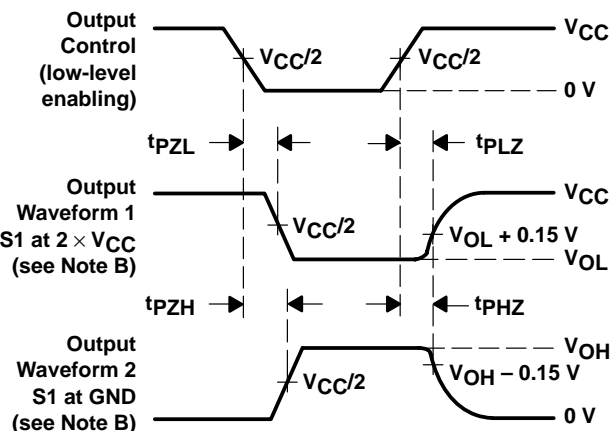 Output
Control
(low-level
enabling)
VCC/2
VCC/2
VCC
0 V
tPZL
tPLZ
Output
Waveform 1
S1 at 2 × VCC
(see Note B)
VCC/2
VCC
VOL + 0.15 V
VOL
tPZH
tPHZ
Output
Waveform 2
S1 at GND
(see Note B)
VCC/2
VOH
VOH – 0.15 V
0 V